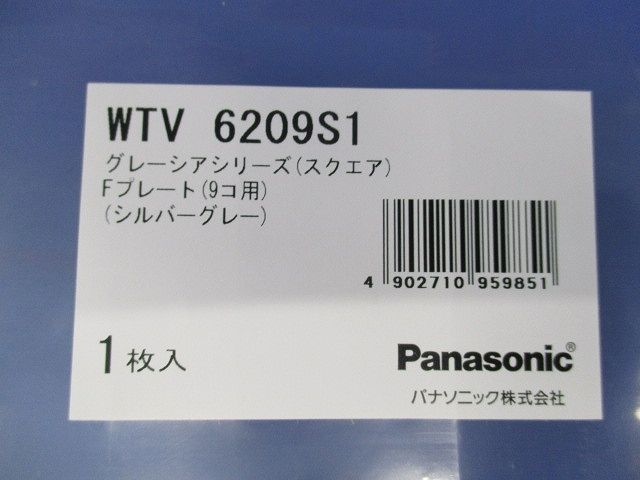 WTV 6209S1
グレーシアシリーズ(スクエア)
Fプレート(9コ用)
(シルバーグレー)
4 902710 959851
1枚入
Panasonic®
パナソニック株式会社